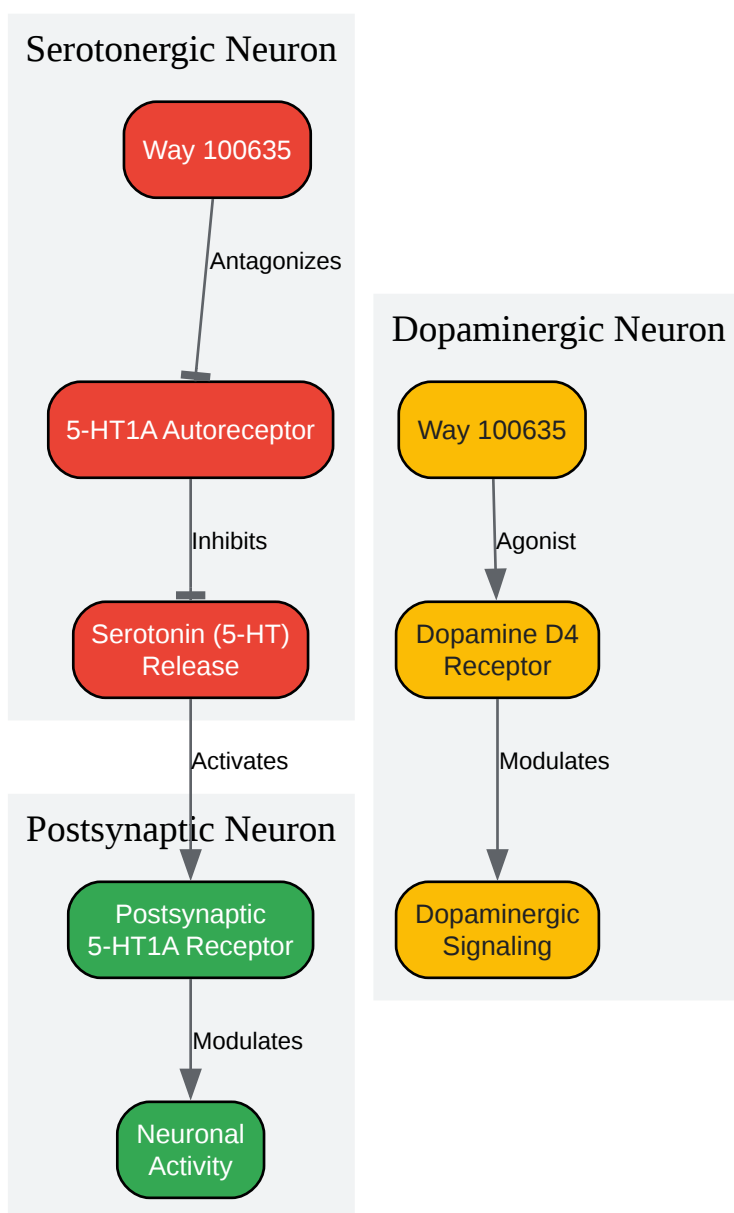 Serotonergic Neuron
Way 100635
Antagonizes
5-HT1A Autoreceptor
Inhibits
Serotonin (5-HT)
Release
Activates
Postsynaptic Neuron
Postsynaptic
5-HT1A Receptor
Modulates
Neuronal
Activity
Dopaminergic Neuron
Way 100635
Agonist
Dopamine D4
Receptor
Modulates
Dopaminergic
Signaling